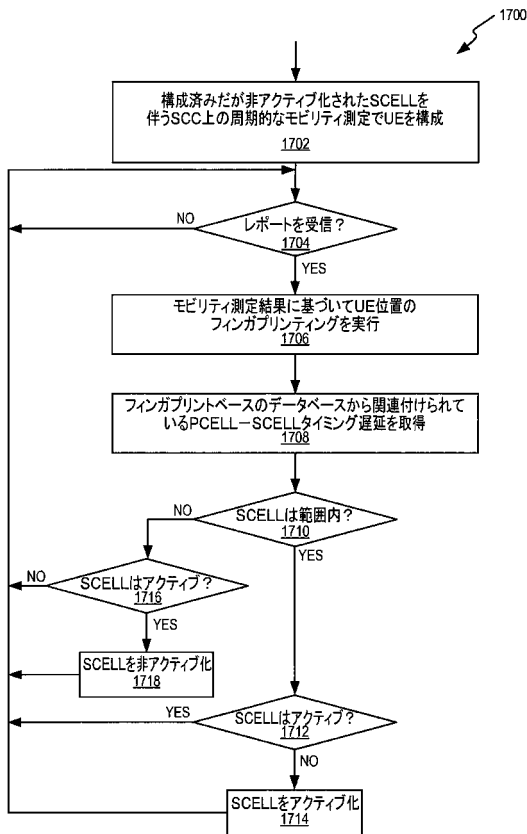 1700
構成済みだが非アクティブ化されたSCELLを
伴うSCC上の周期的なモビリティ測定でUEを構成
1702
NO
レポートを受信？
1704
YES
モビリティ測定結果に基づいてUE位置の
フィンガプリンティングを実行
1706
フィンガプリントベースのデータベースから関連付けられて
いるPCELL－SCELLタイミング遅延を取得
1708
NO
SCELLは範囲内？
1710
YES
NO
SCELLはアクティブ？
1716
YES
SCELLを非アクティブ化
1718
YES
SCELLはアクティブ？
1712
NO
SCELLをアクティブ化
1714